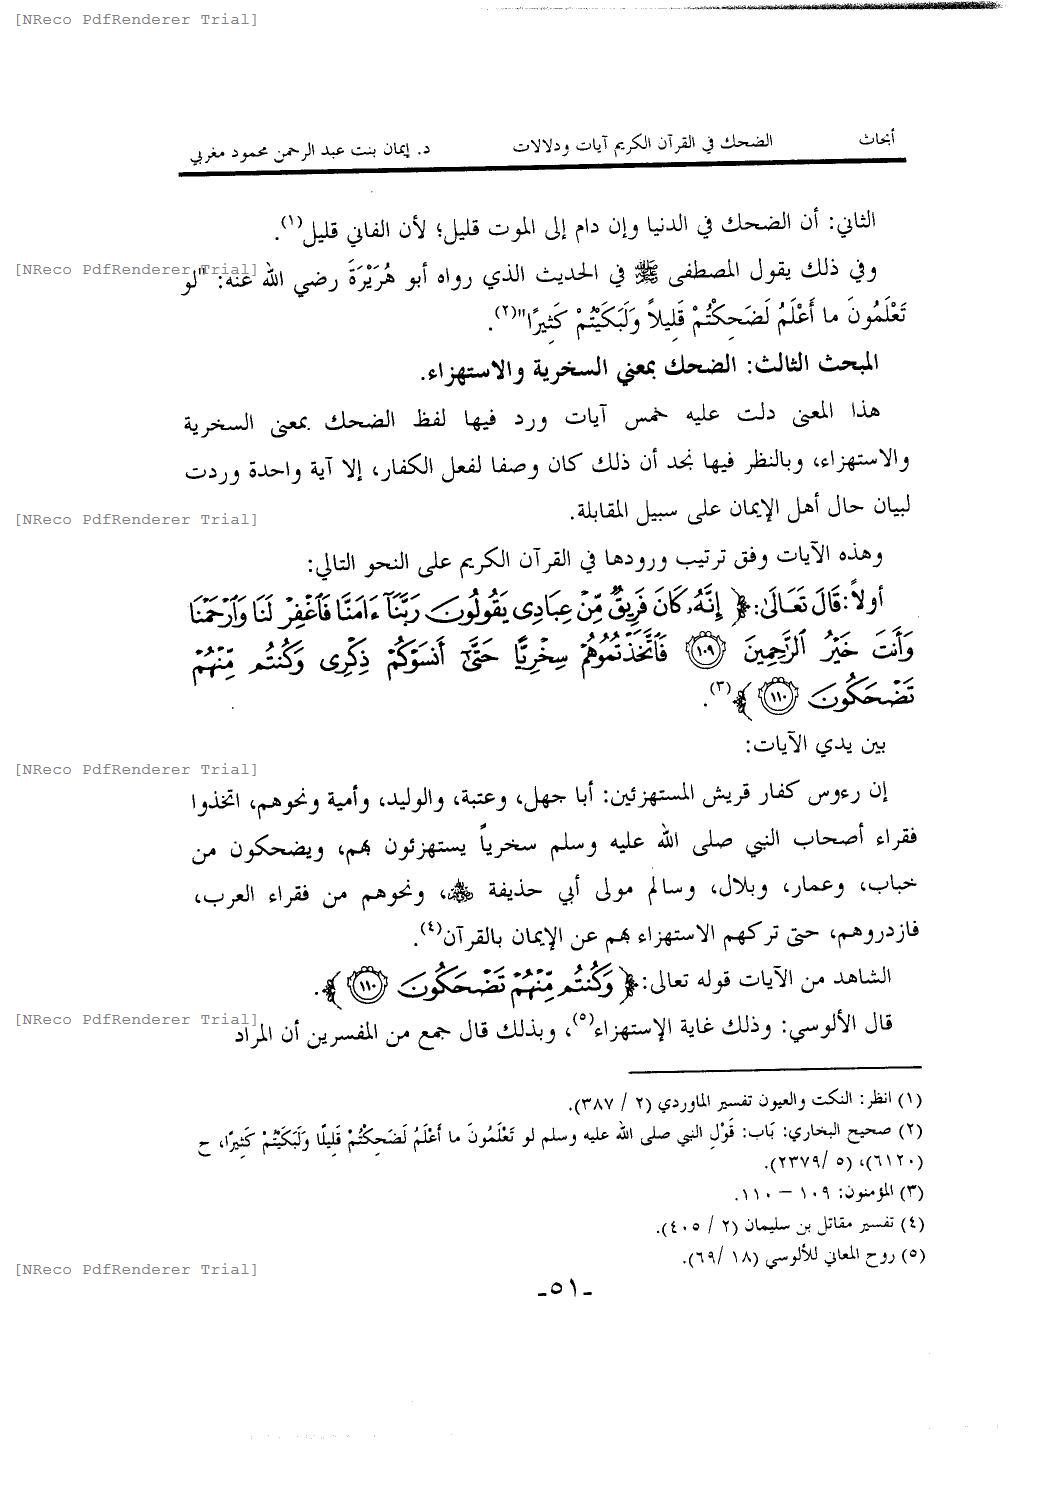 [NReco PdfRenderer Trial]
أبحاث الضحك في القرآن الكريم آيات ودلالات د. إيمان بنت عبد الرحمن محمود مغربي
الثاني: أن الضحك في الدنيا وإن دام إلى الموت قليل؛ لأن الفاني قليل(١).
[NReco PdfRenderer Trial]
وفي ذلك يقول المصطفى ﷺ في الحديث الذي رواه أبو هُرَيْرَةَ رضي الله عنه: "لو
تَعْلَمُونَ ما أَعْلَمُ لَضَحِكْتُمْ قَلِيلاً وَلَبَكَيْتُمْ كَثِيرًا"(٢).
المبحث الثالث: الضحك بمعني السخرية والاستهزاء.
هذا المعنى دلت عليه خمس آيات ورد فيها لفظ الضحك بمعنى السخرية
والاستهزاء، وبالنظر فيها نجد أن ذلك كان وصفا لفعل الكفار، إلا آية واحدة وردت
لبيان حال أهل الإيمان على سبيل المقابلة.
[NReco PdfRenderer Trial]
وهذه الآيات وفق ترتيب ورودها في القرآن الكريم على النحو التالي:
أولاً: قَالَ تَعَالَىٰ: ﴿ إِنَّهُۥ كَانَ فَرِيقٌ مِّنْ عِبَادِى يَقُولُونَ رَبَّنَآ ءَامَنَّا فَٱغْفِرْ لَنَا وَٱرْحَمْنَا
وَأَنتَ خَيْرُ ٱلرَّٰحِمِينَ ١٠٩ فَٱتَّخَذْتُمُوهُمْ سِخْرِيًّا حَتَّىٰٓ أَنسَوْكُمْ ذِكْرِى وَكُنتُم مِّنْهُمْ
تَضْحَكُونَ ١١٠ ﴾(٣).
بين يدي الآيات:
[NReco PdfRenderer Trial]
إن رءوس كفار قريش المستهزئين: أبا جهل، وعتبة، والوليد، وأمية ونحوهم، اتخذوا
فقراء أصحاب النبي صلى الله عليه وسلم سخرياً يستهزئون بهم، ويضحكون من
خباب، وعمار، وبلال، وسالم مولى أبي حذيفة ﷺ، ونحوهم من فقراء العرب،
فازدروهم، حتى تركهم الاستهزاء بهم عن الإيمان بالقرآن(٤).
الشاهد من الآيات قوله تعالى: ﴿ وَكُنتُم مِّنْهُمْ تَضْحَكُونَ ١١٠ ﴾.
[NReco PdfRenderer Trial]
قال الألوسي: وذلك غاية الإستهزاء(٥)، وبذلك قال جمع من المفسرين أن المراد
(١) انظر: النكت والعيون تفسير الماوردي (٢ / ٣٨٧).
(٢) صحيح البخاري: بَاب: قَوْلِ النبي صلى الله عليه وسلم لو تَعْلَمُونَ ما أَعْلَمُ لَضَحِكْتُمْ قَلِيلًا وَلَبَكَيْتُمْ كَثِيرًا، ح
(٦١٢٠)، (٥ /٢٣٧٩).
(٣) المؤمنون: ١٠٩ – ١١٠.
(٤) تفسير مقاتل بن سليمان (٢ / ٤٠٥).
(٥) روح المعاني للألوسي (١٨ /٦٩).
[NReco PdfRenderer Trial]
-٥١-